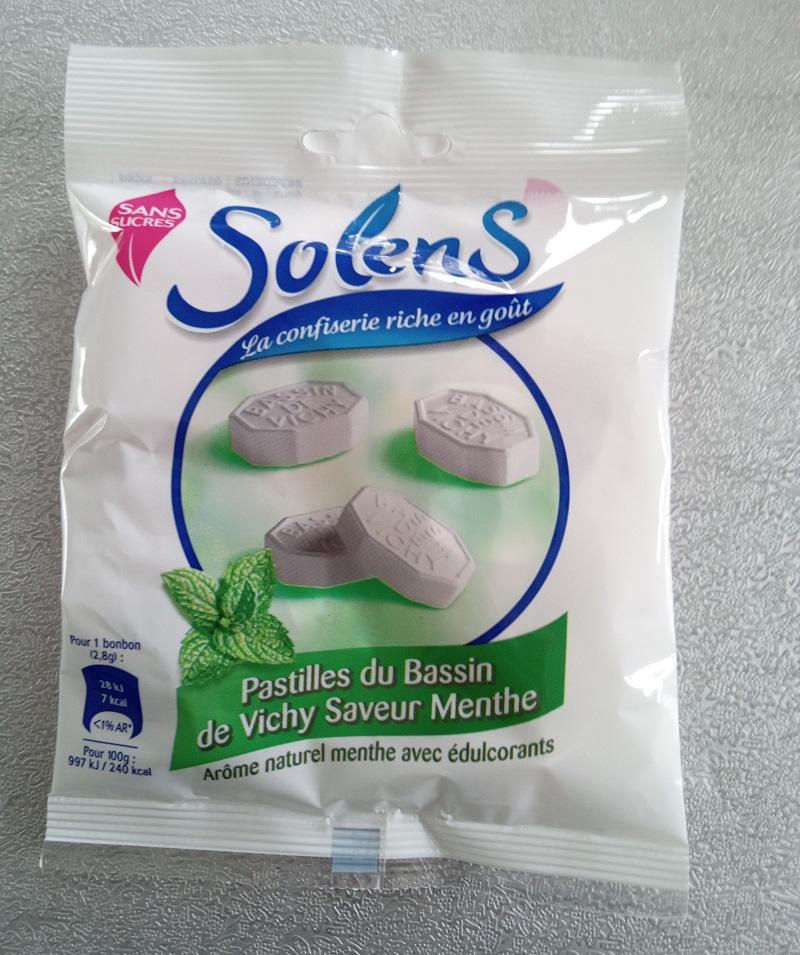 SANS
SUCRES
Solens
La confiserie riche en goût
BASSIN
DE
VICHY
BASSIN
DE
VICHY
BASSIN
BASSIN
DE
VICHY
Pour 1 bonbon
(2,8g) :
28 kJ
7 kcal
<1% AR*
Pour 100g :
997 kJ / 240 kcal
Pastilles du Bassin
de Vichy Saveur Menthe
Arôme naturel menthe avec édulcorants